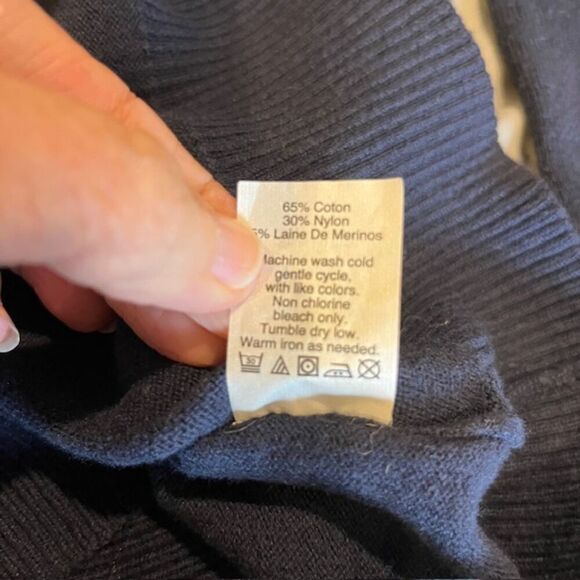 65% Coton
30% Nylon
% Laine De Merinos
Machine wash cold
gentle cycle,
with like colors.
Non chlorine
bleach only.
Tumble dry low.
Warm iron as needed.
30